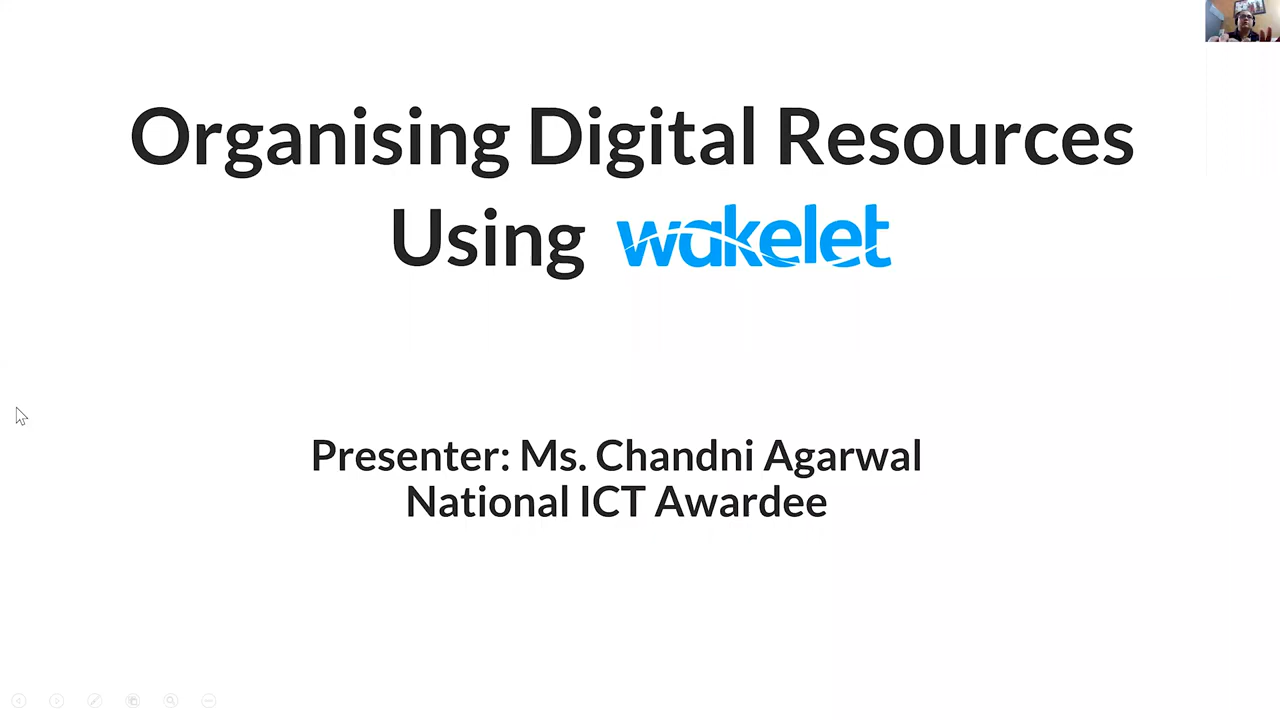 Organising Digital Resources
Using wakelet
Presenter: Ms. Chandni Agarwal
National ICT Awardee